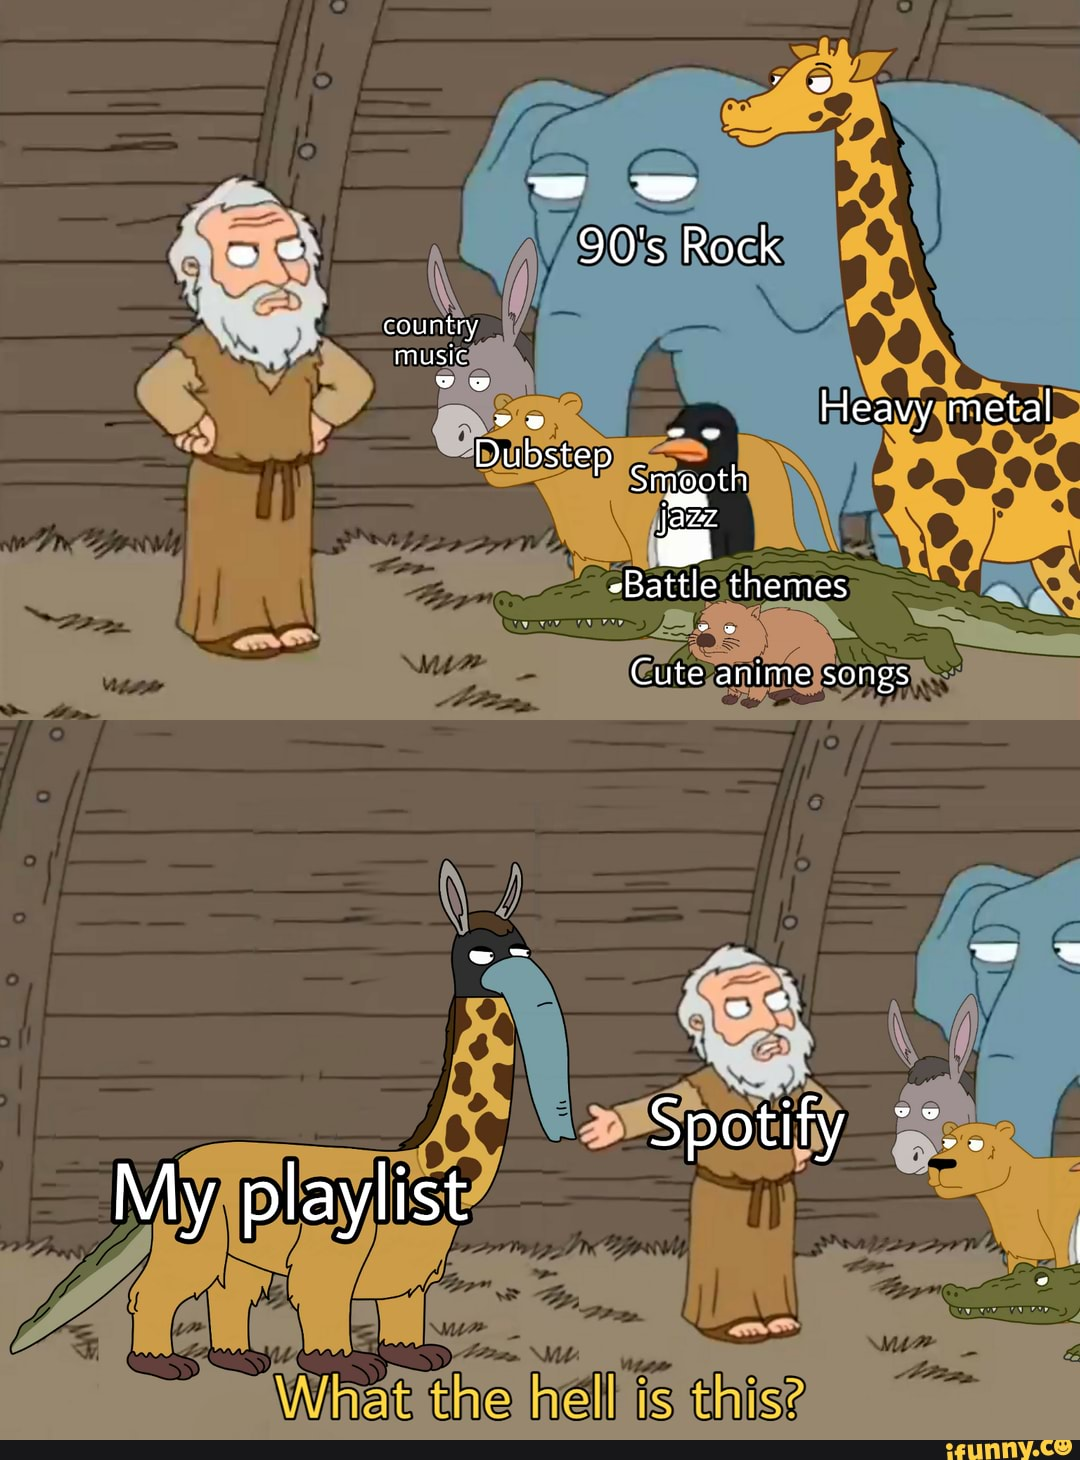 90's Rock
country
music
Heavy metal
Dubstep
Smooth
jazz
Battle themes
Cute anime songs
Spotify
My playlist
What the hell is this?
ifunny.co